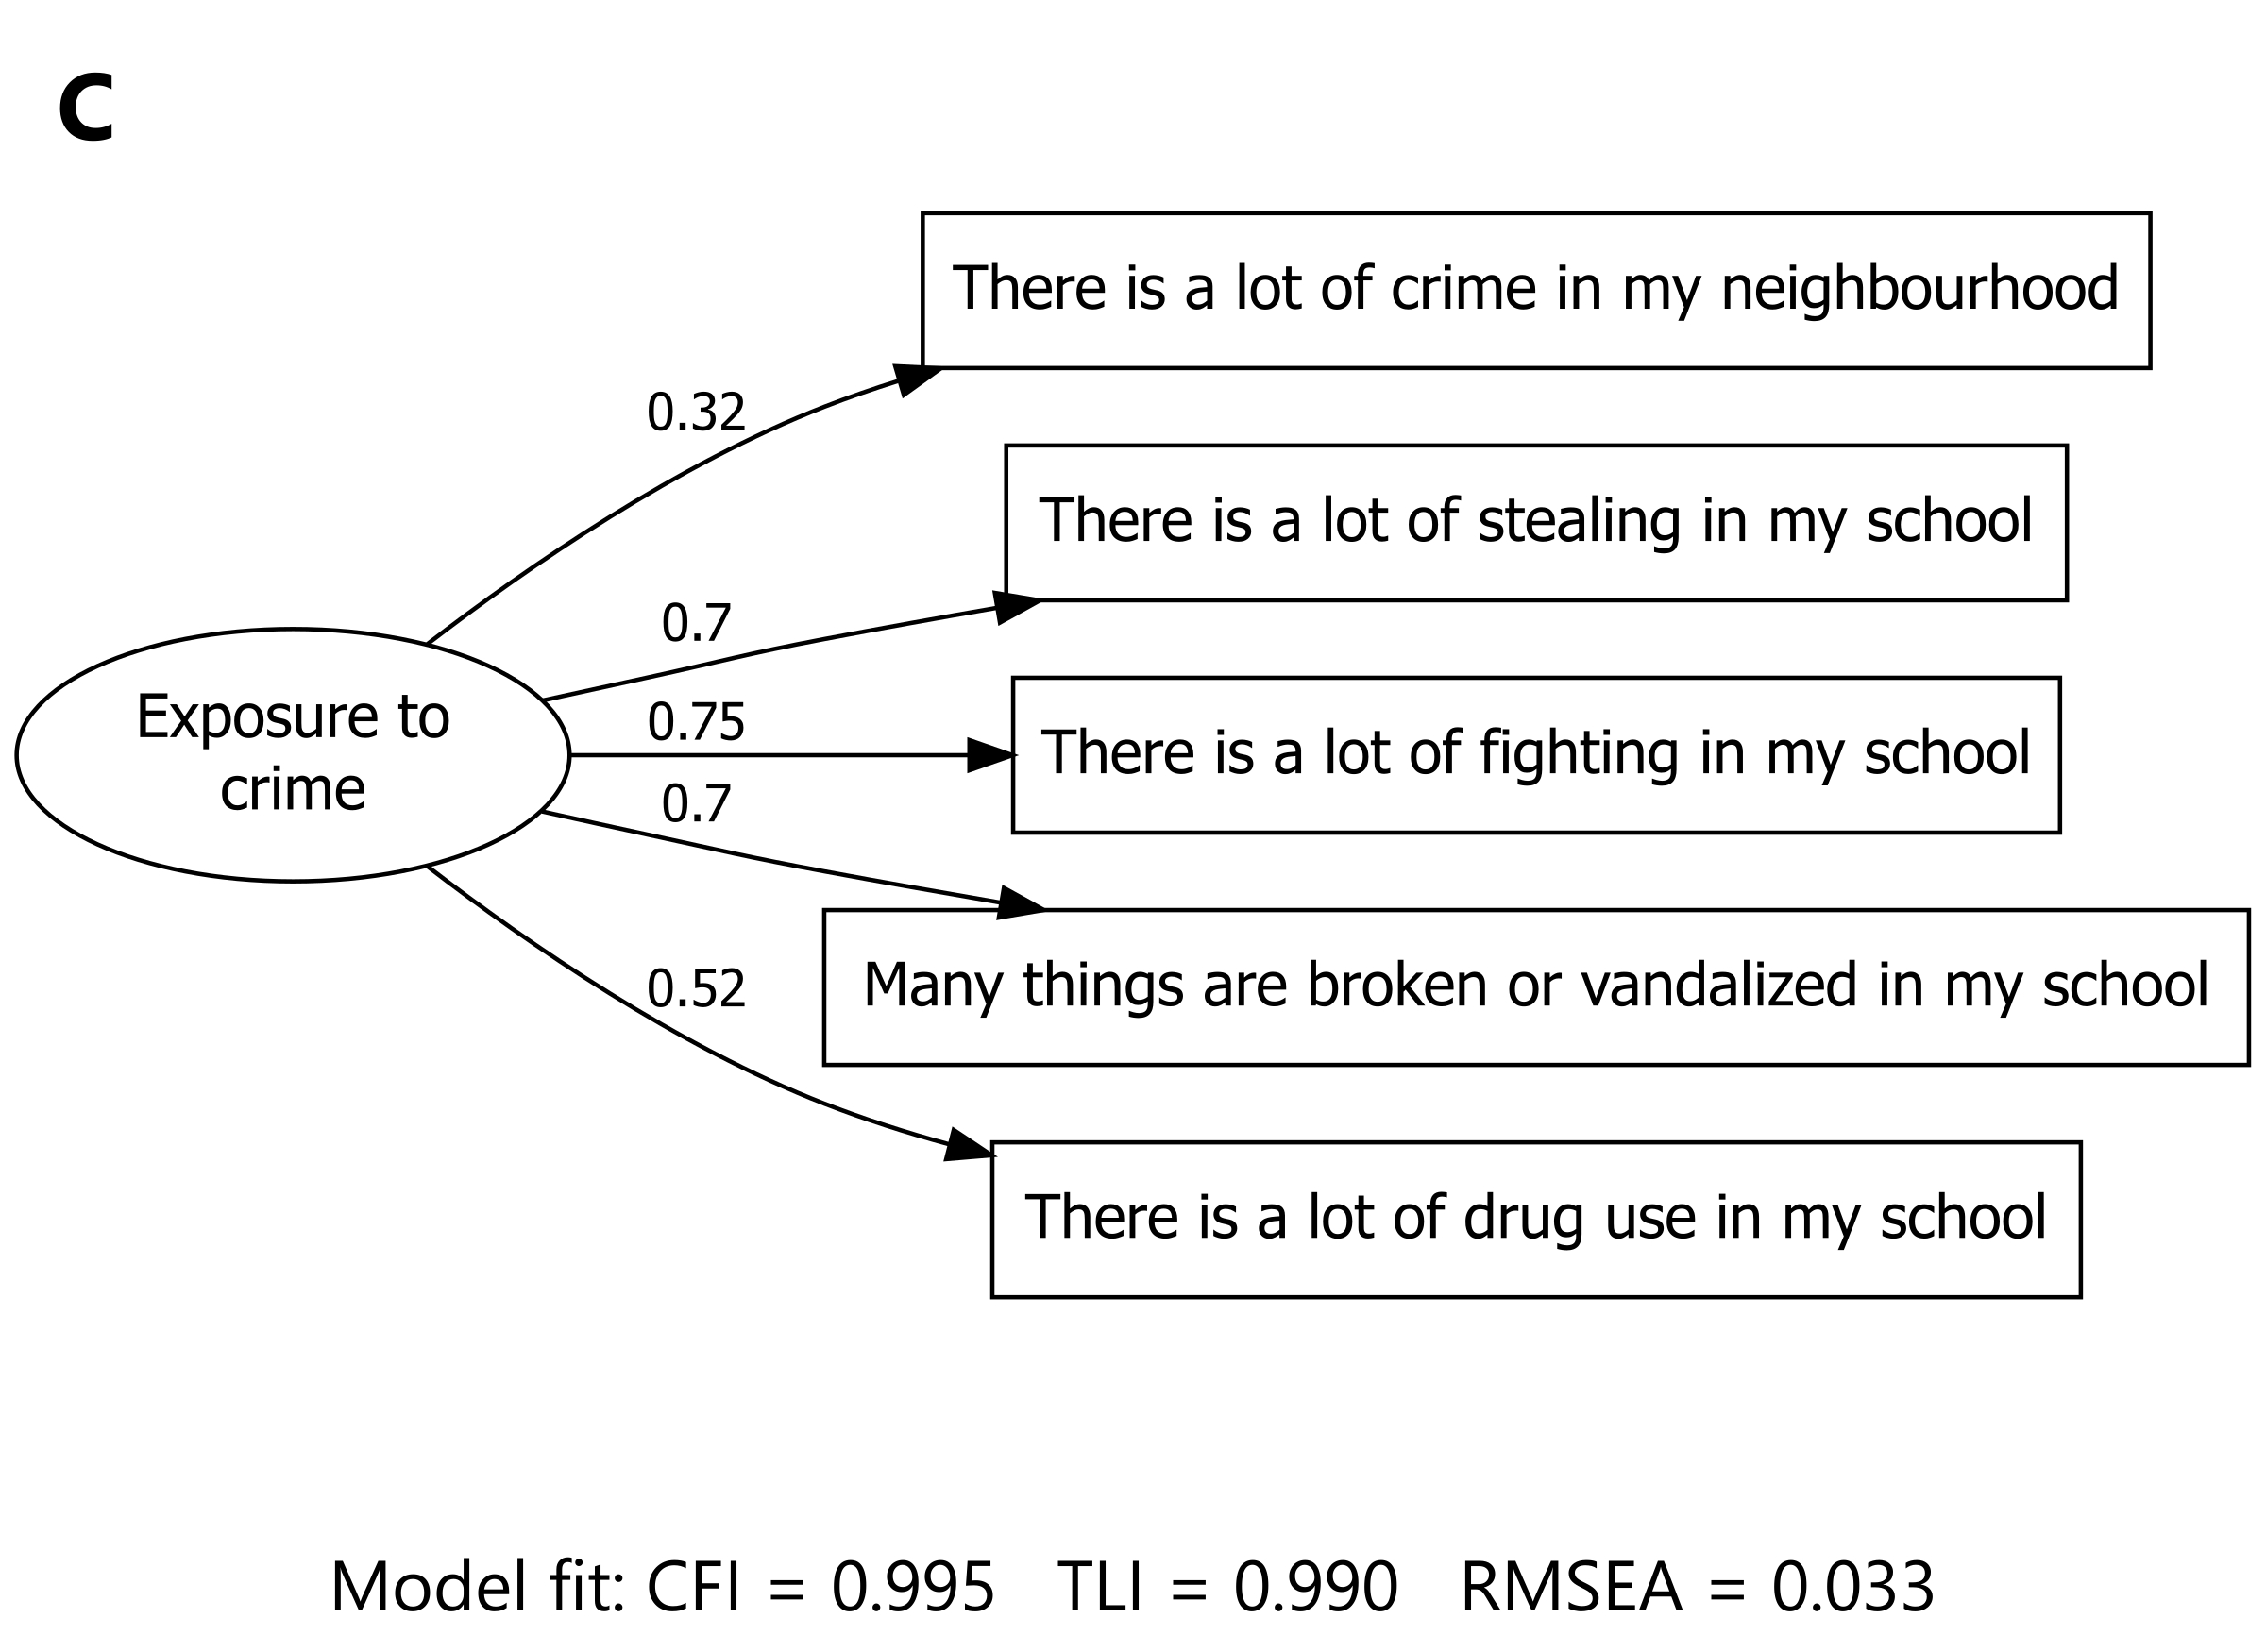 C
There is a lot of crime in my neighbourhood
0.32
There is a lot of stealing in my school
0.7
Exposure to
crime
0.75
There is a lot of fighting in my school
0.7
Many things are broken or vandalized in my school
0.52
There is a lot of drug use in my school
Model fit: CFI = 0.995 TLI = 0.990 RMSEA = 0.033